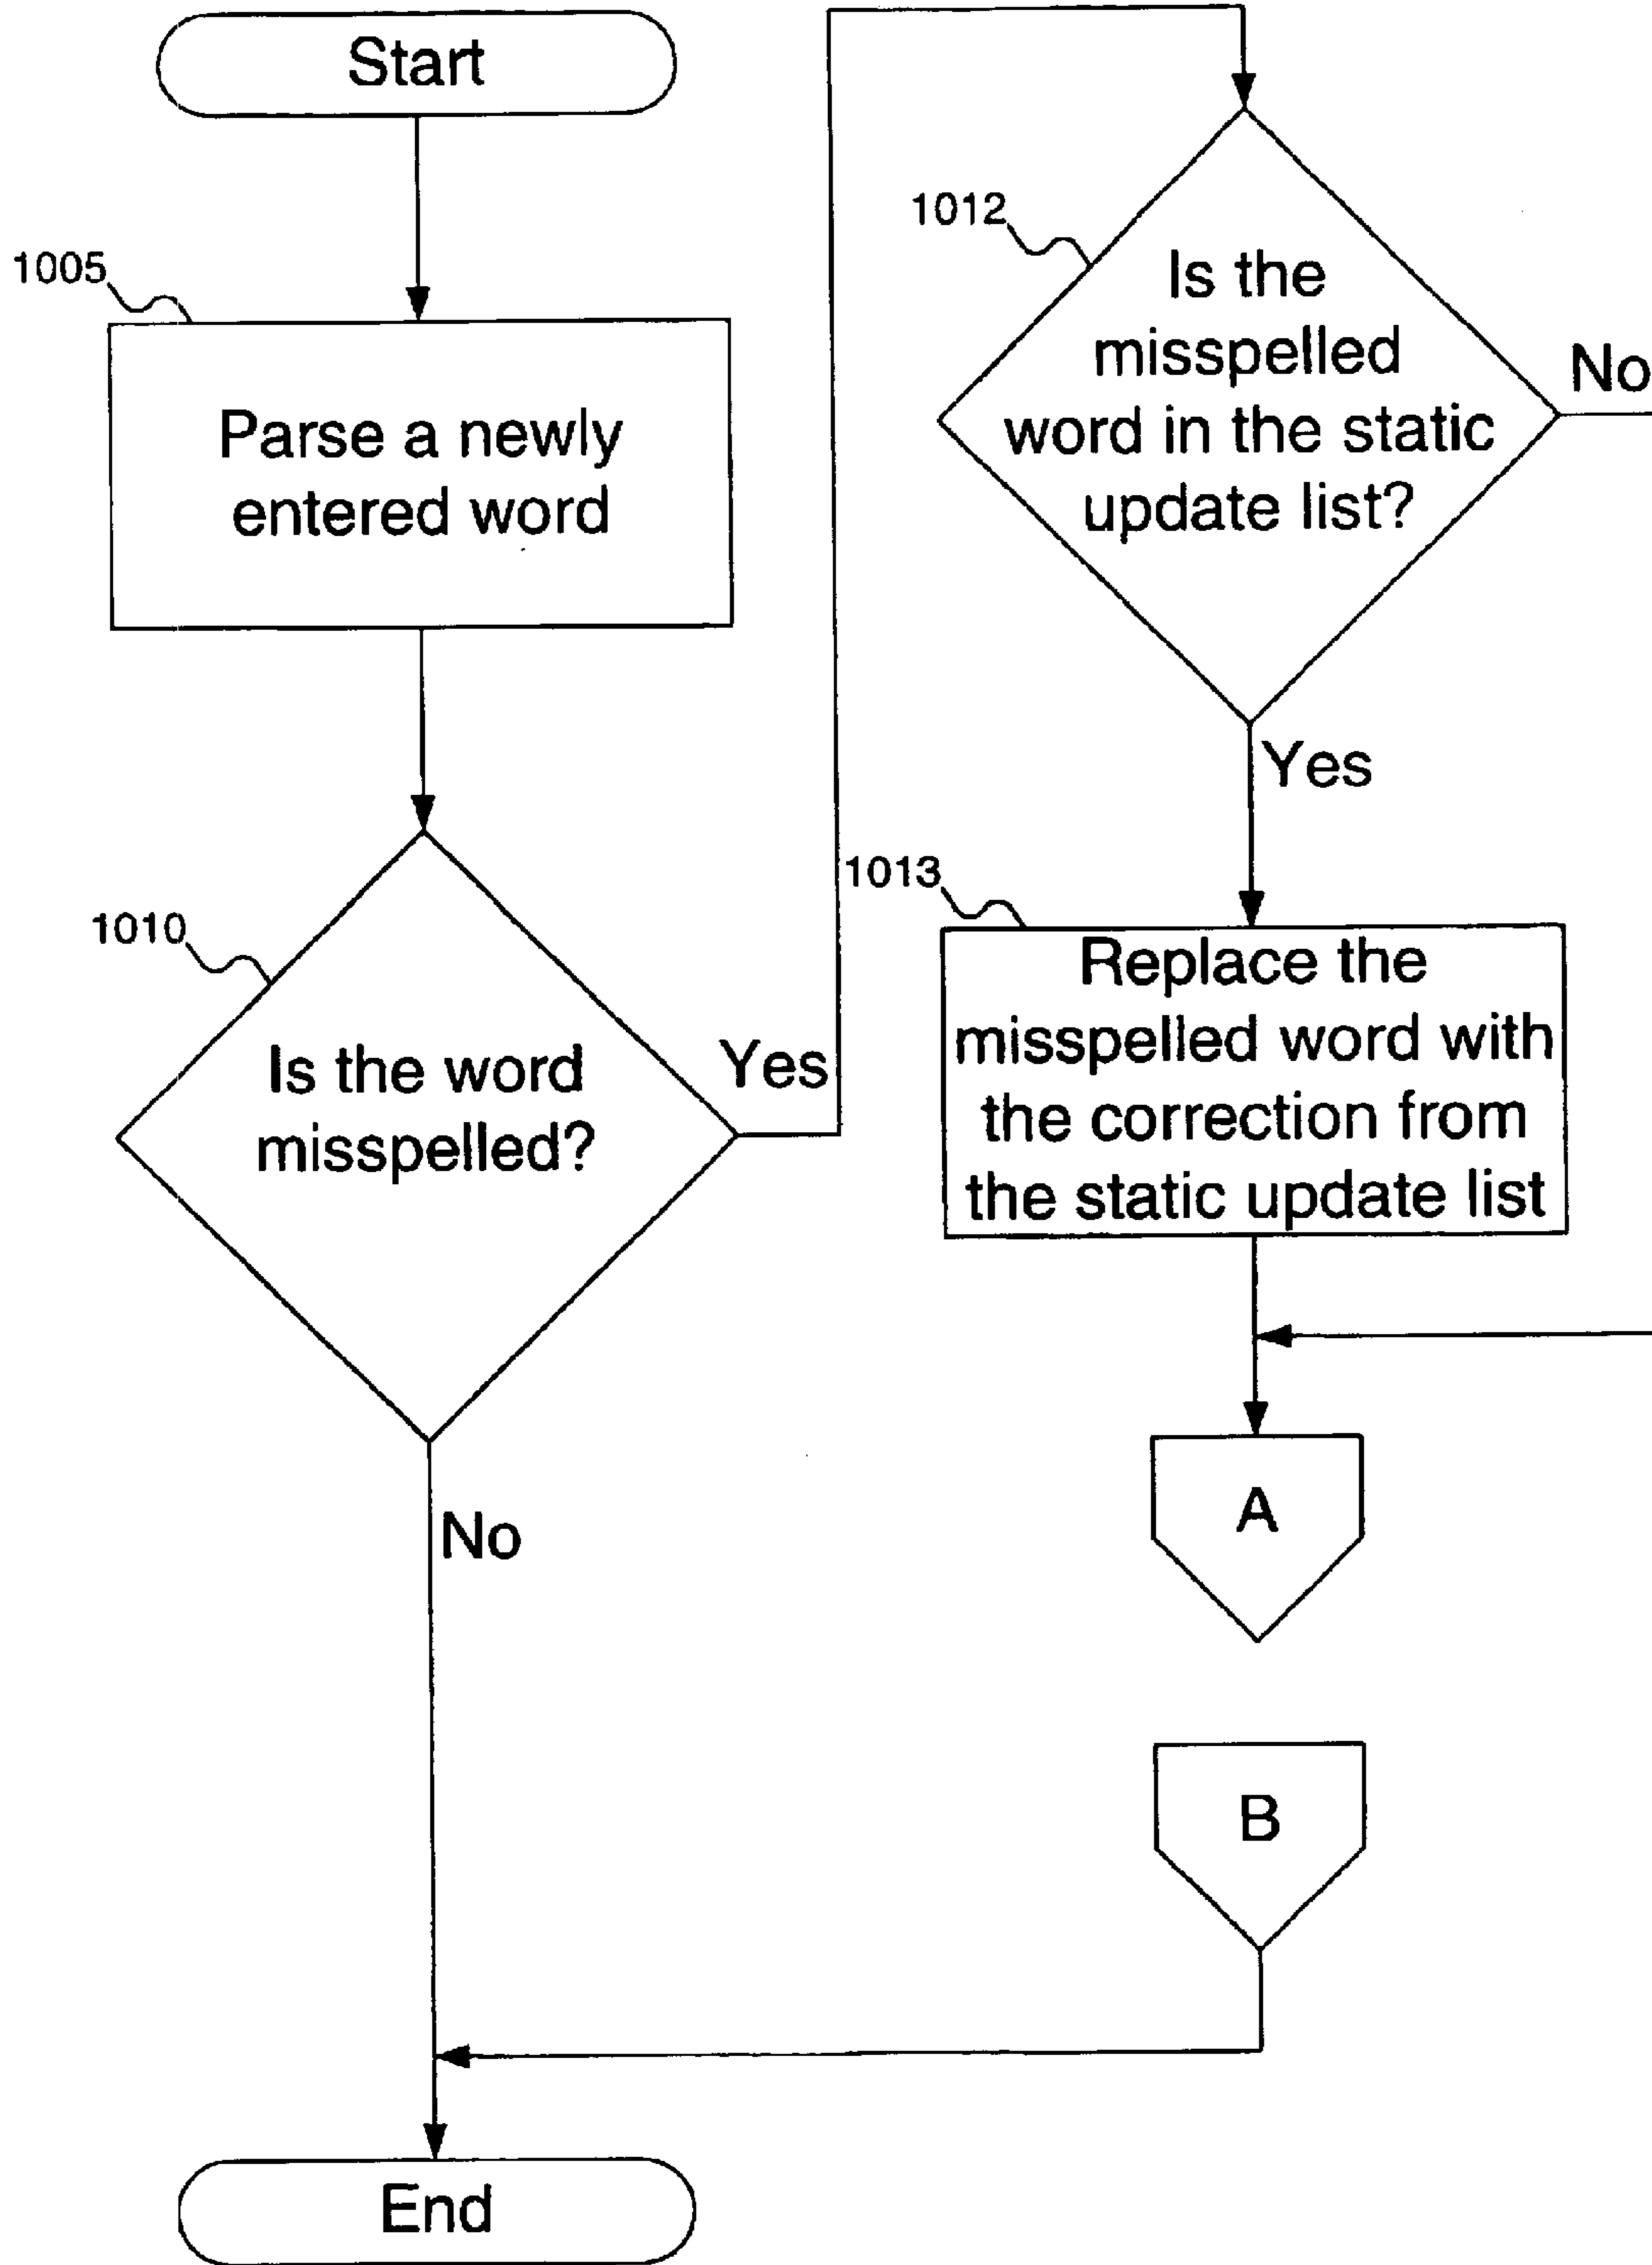 Start
1005
Parse a newly
entered word
1010
Is the word
misspelled?
Yes
No
1012
Is the
misspelled
word in the static
update list?
No
Yes
1013
Replace the
misspelled word with
the correction from
the static update list
A
B
End